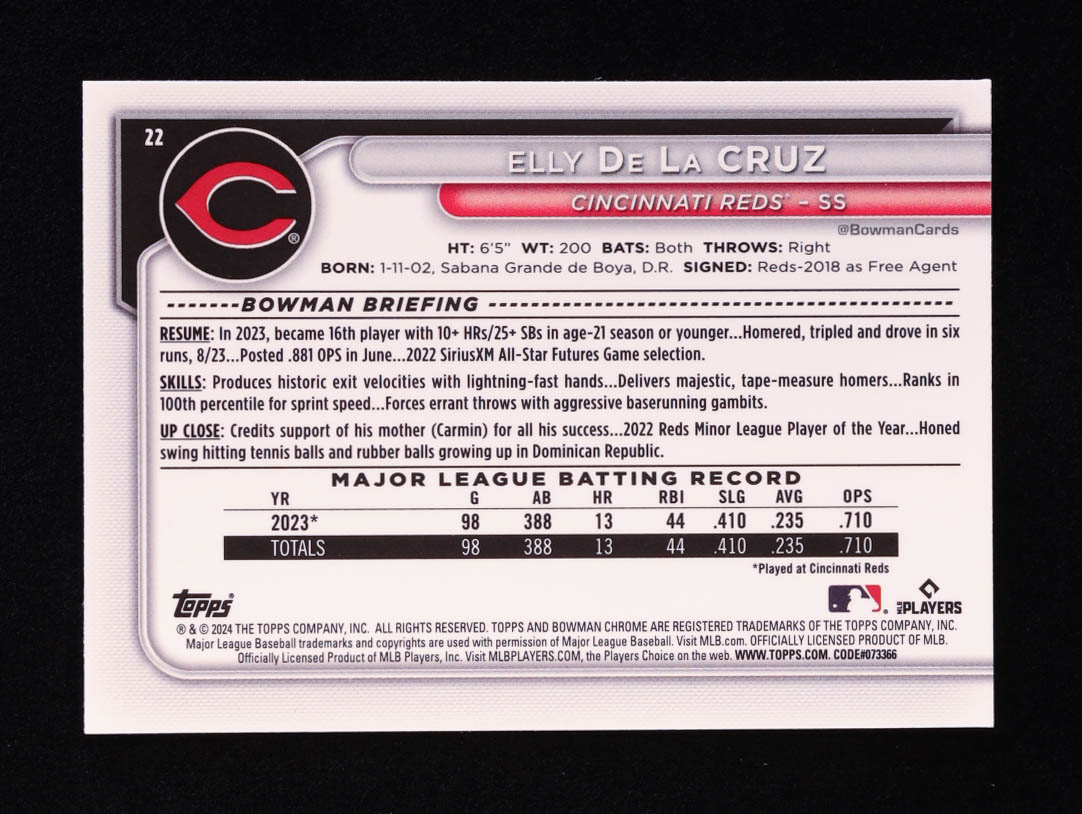 22
ELLY DE LA CRUZ
CINCINNATI REDS® – SS
@BowmanCards
HT: 6'5" WT: 200 BATS: Both THROWS: Right
BORN: 1-11-02, Sabana Grande de Boya, D.R. SIGNED: Reds-2018 as Free Agent
-------BOWMAN BRIEFING ----------------------------------------------
RESUME: In 2023, became 16th player with 10+ HRs/25+ SBs in age-21 season or younger...Homered, tripled and drove in six
runs, 8/23...Posted .881 OPS in June...2022 SiriusXM All-Star Futures Game selection.
SKILLS: Produces historic exit velocities with lightning-fast hands...Delivers majestic, tape-measure homers...Ranks in
100th percentile for sprint speed...Forces errant throws with aggressive baserunning gambits.
UP CLOSE: Credits support of his mother (Carmin) for all his success...2022 Reds Minor League Player of the Year...Honed
swing hitting tennis balls and rubber balls growing up in Dominican Republic.
MAJOR LEAGUE BATTING RECORD
YR G AB HR RBI SLG AVG OPS
2023* 98 388 13 44 .410 .235 .710
TOTALS 98 388 13 44 .410 .235 .710
*Played at Cincinnati Reds
Topps®
MLB PLAYERS
® & © 2024 THE TOPPS COMPANY, INC. ALL RIGHTS RESERVED. TOPPS AND BOWMAN CHROME ARE REGISTERED TRADEMARKS OF THE TOPPS COMPANY, INC.
Major League Baseball trademarks and copyrights are used with permission of Major League Baseball. Visit MLB.com. OFFICIALLY LICENSED PRODUCT OF MLB.
Officially Licensed Product of MLB Players, Inc. Visit MLBPLAYERS.COM, the Players Choice on the web. WWW.TOPPS.COM. CODE#073366